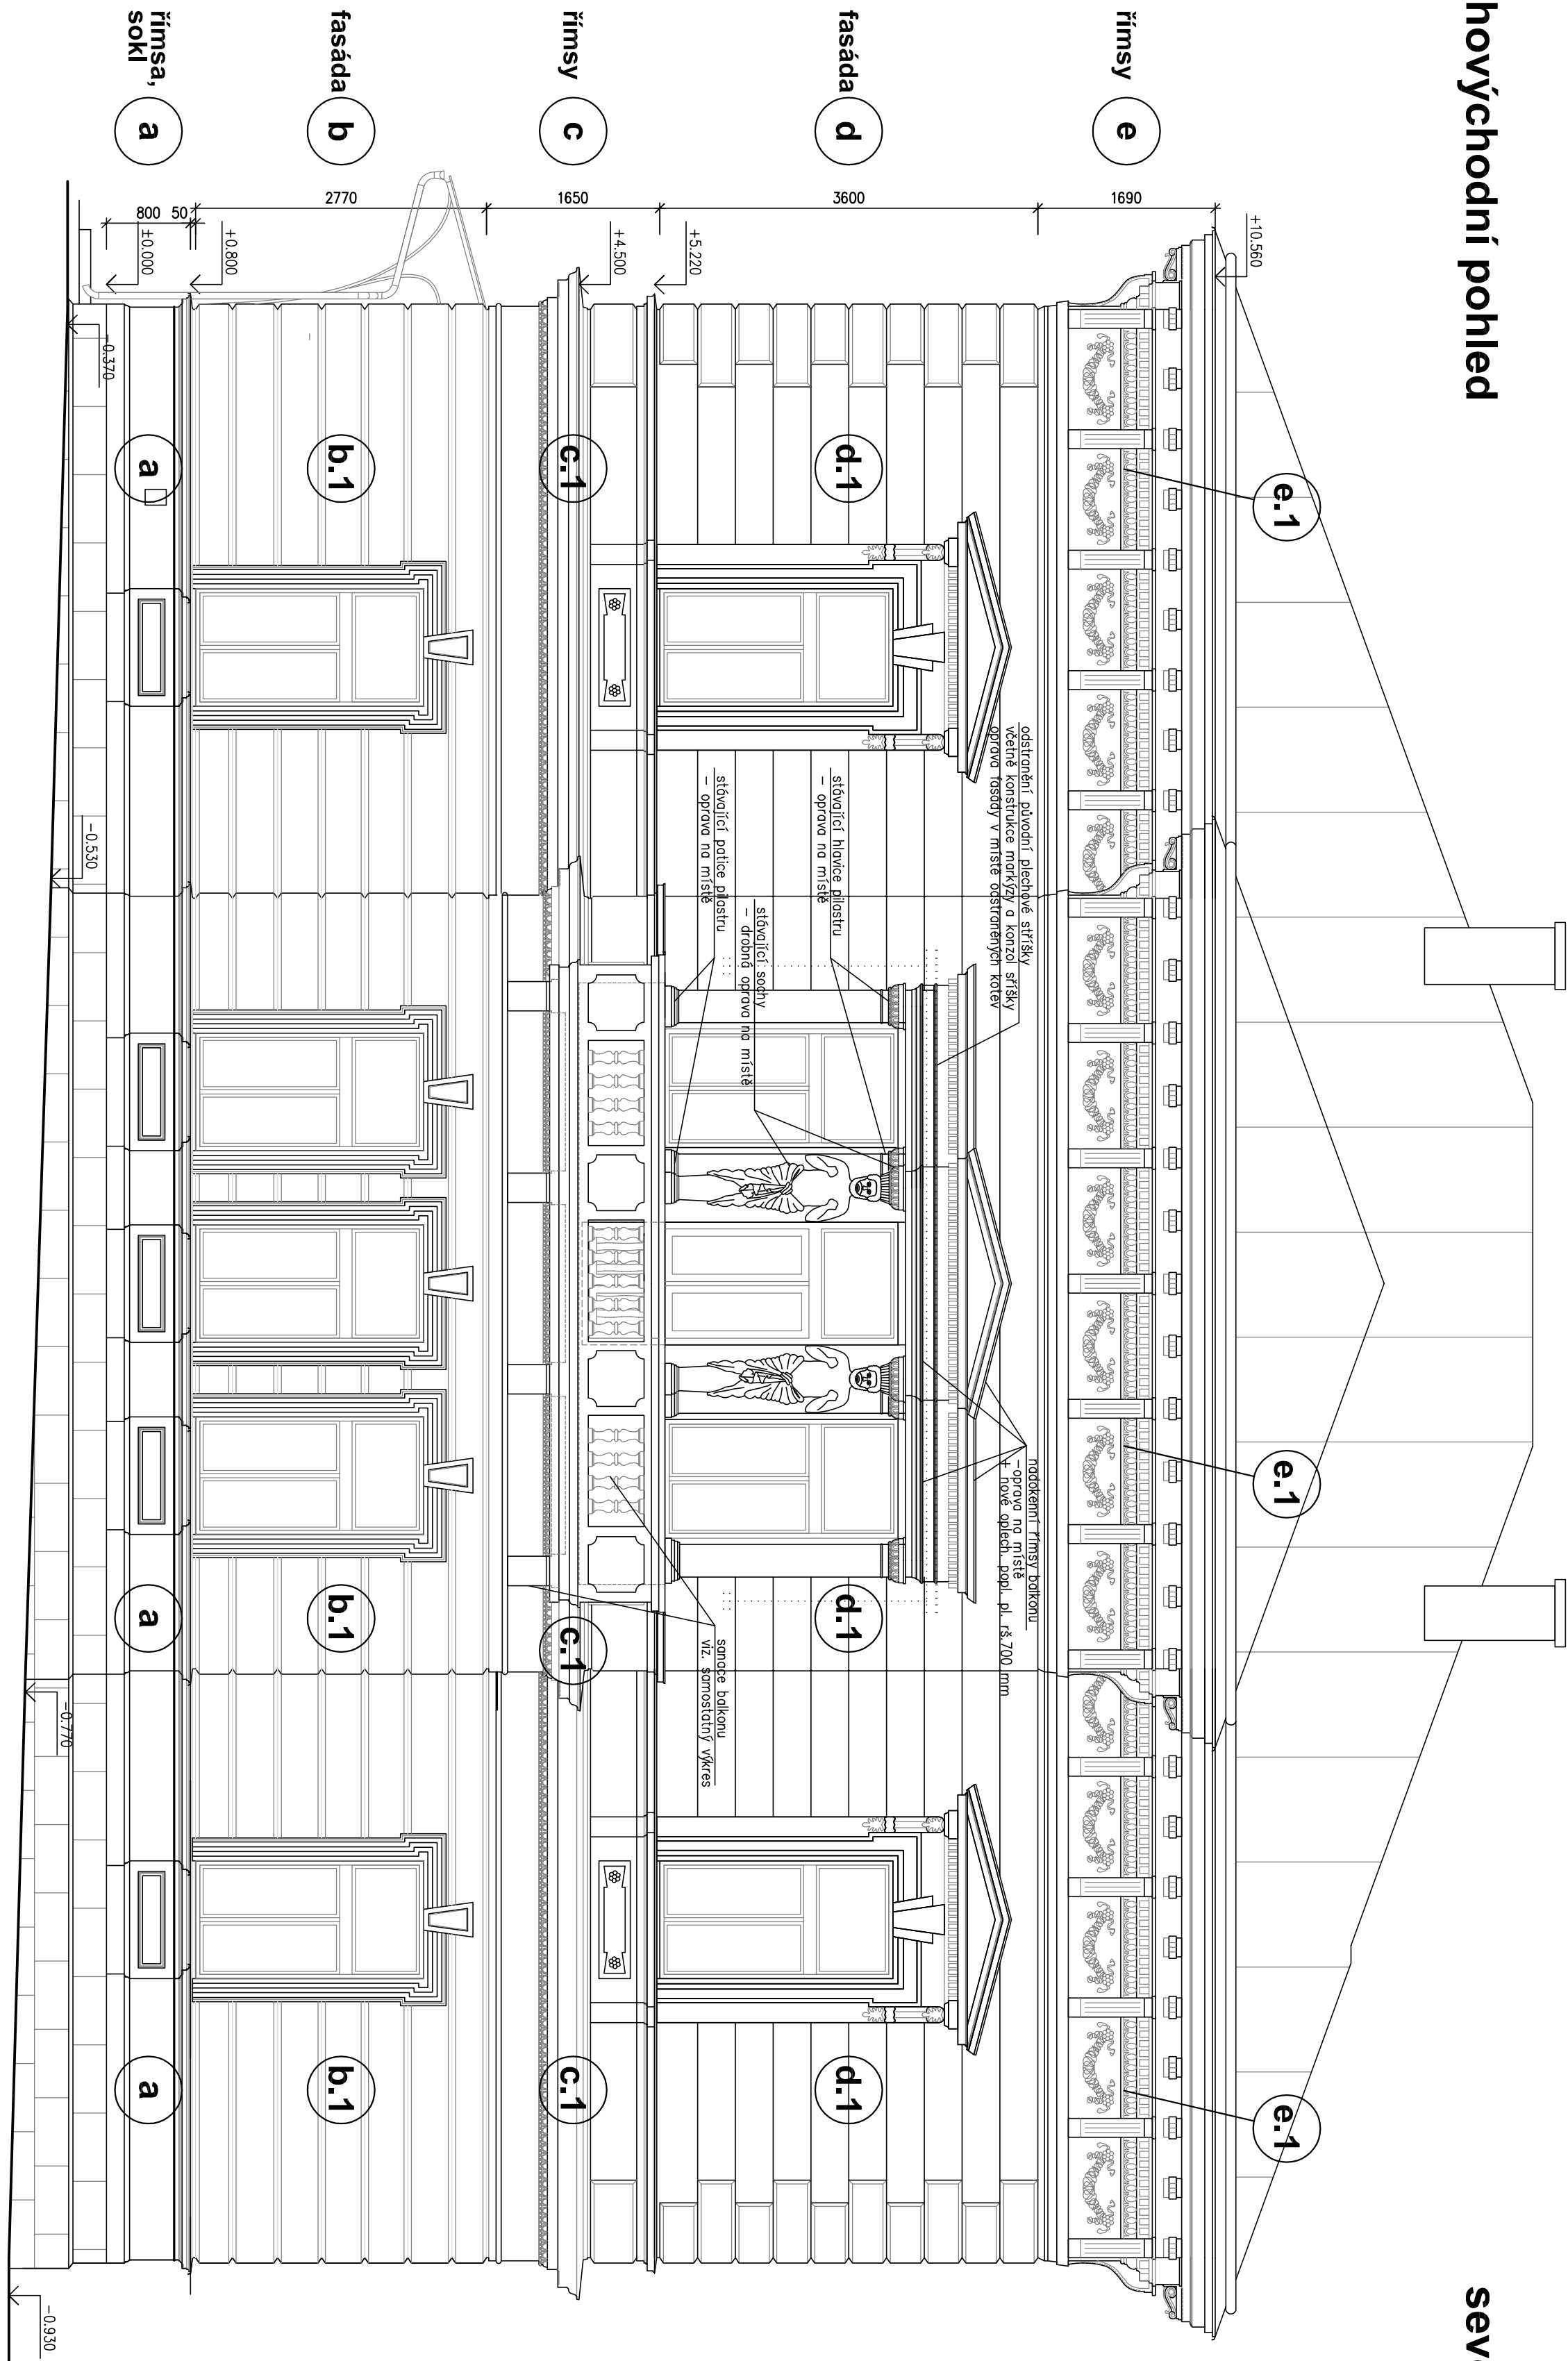 hovýchodní pohled
seve
římsy
e
fasáda
d
římsy
c
fasáda
b
římsa,
sokl
a
1690
3600
1650
2770
50
800
+10.560
+5.220
+4.500
+0.800
±0.000
-0.370
-0.530
-0.770
-0.930
e.1
e.1
e.1
d.1
d.1
d.1
c.1
c.1
c.1
b.1
b.1
b.1
a
a
a
odstranění původní plechové stříšky
včetně konstrukce markýzy a konzol sříšky
oprava fasády v místě odstraněných kotev
stávající hlavice pilastru
- oprava na místě
stávající sochy
- drobná oprava na místě
stávající patice pilastru
- oprava na místě
nadokenní římsy balkonu
-oprava na místě
+ nové oplech. popl. pl. rš.700 mm
sanace balkonu
viz. samostatný výkres